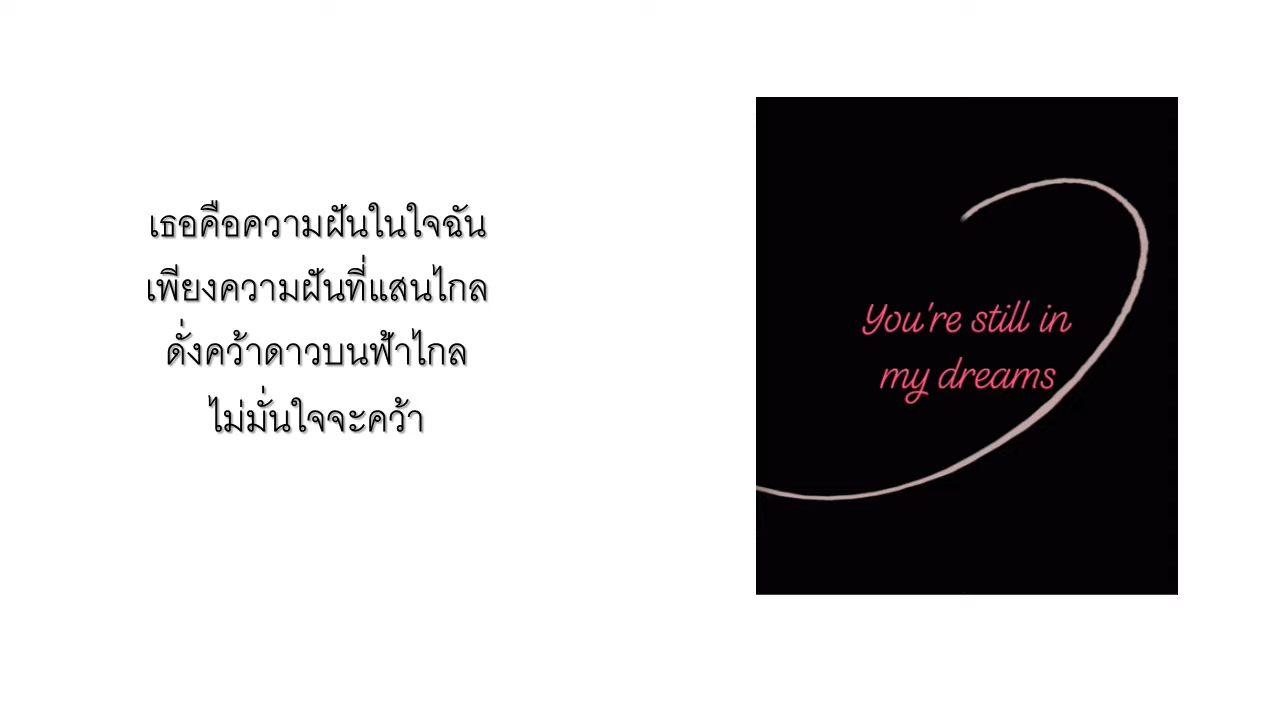 เธอคือความฝันในใจฉัน
เพียงความฝันที่แสนไกล
ดั่งคว้าดาวบนฟ้าไกล
ไม่มั่นใจจะคว้า
You're still in
my dreams